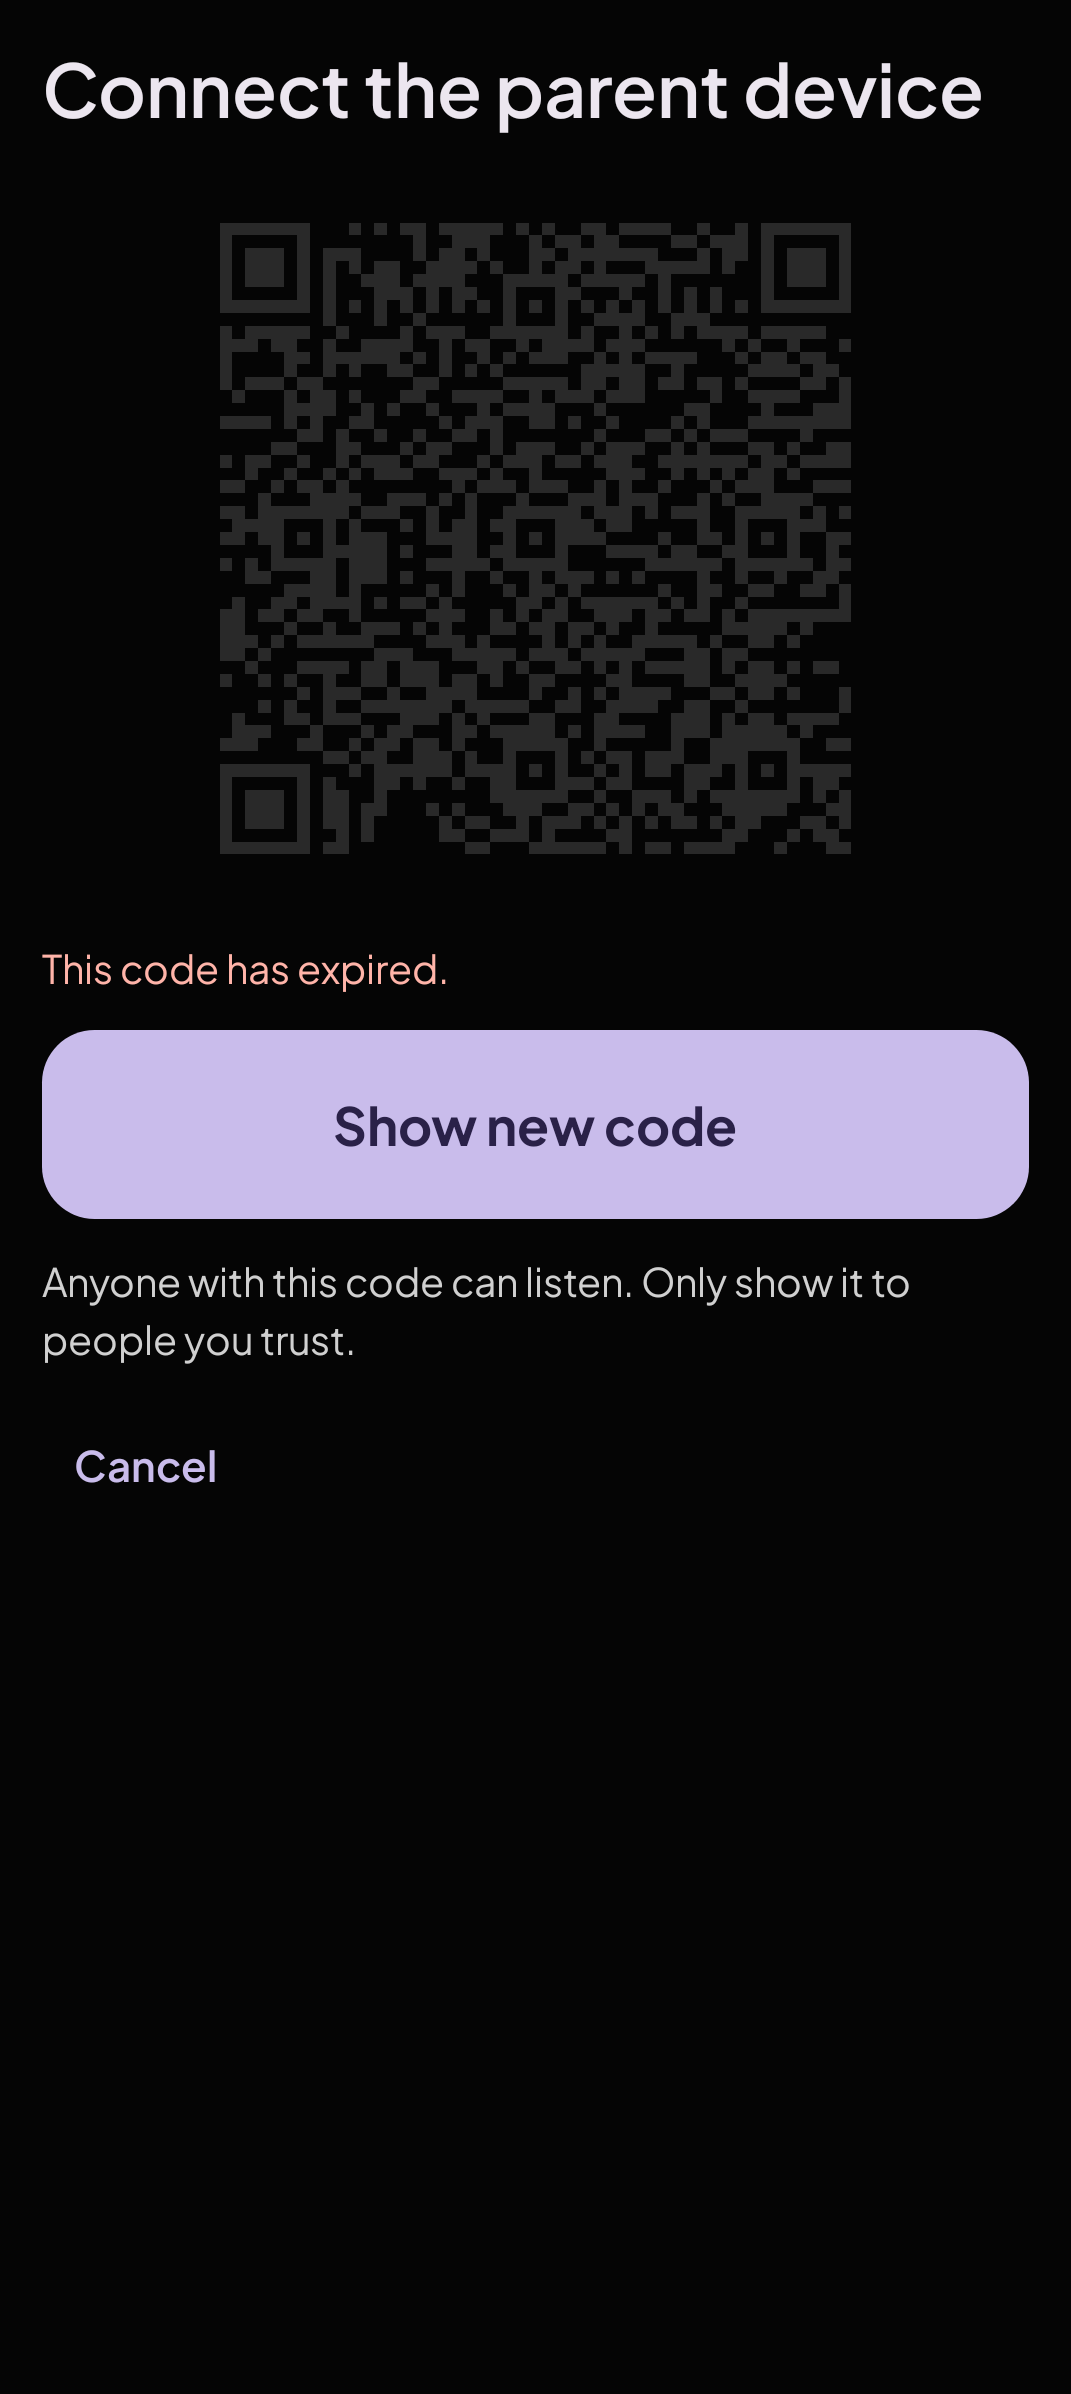 Connect the parent device
This code has expired.
Show new code
Anyone with this code can listen. Only show it to
people you trust.
Cancel